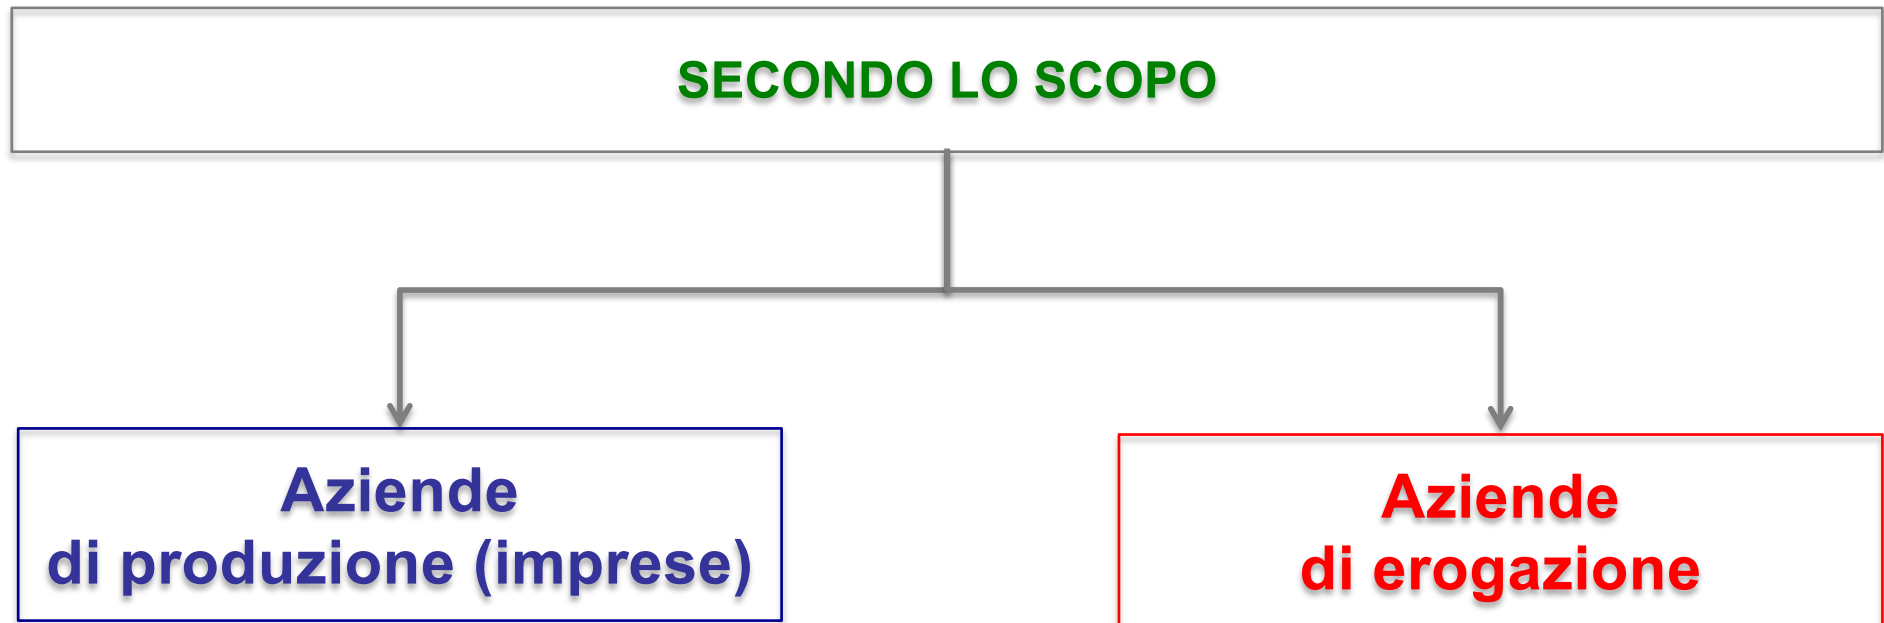 SECONDO LO SCOPO
Aziende
di produzione (imprese)
Aziende
di erogazione